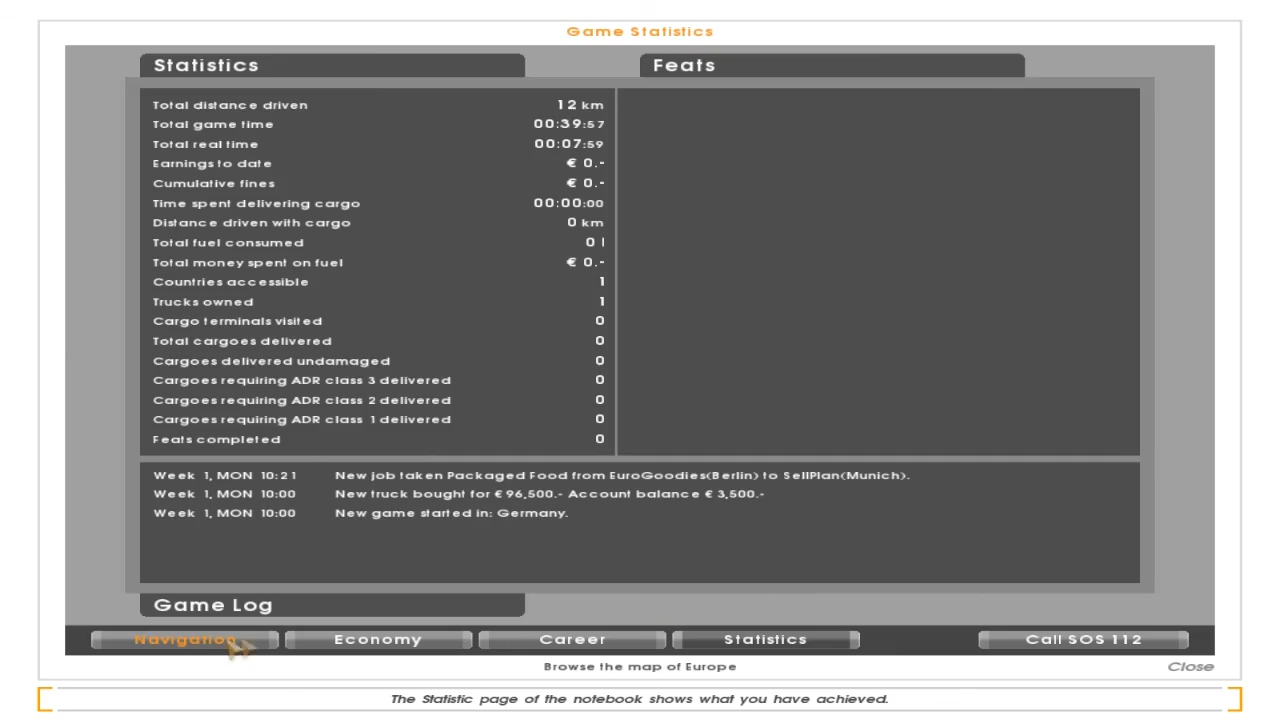 Game Statistics
Statistics
Feats
Total distance driven 12 km
Total game time 00:39:57
Total real time 00:07:59
Earnings to date € 0.-
Cumulative fines € 0.-
Time spent delivering cargo 00:00:00
Distance driven with cargo 0 km
Total fuel consumed 0 l
Total money spent on fuel € 0.-
Countries accessible 1
Trucks owned 1
Cargo terminals visited 0
Total cargoes delivered 0
Cargoes delivered undamaged 0
Cargoes requiring ADR class 3 delivered 0
Cargoes requiring ADR class 2 delivered 0
Cargoes requiring ADR class 1 delivered 0
Feats completed 0
Week 1, MON 10:21 New job taken Packaged Food from EuroGoodies(Berlin) to SellPlan(Munich).
Week 1, MON 10:00 New truck bought for € 96,500.- Account balance € 3,500.-
Week 1, MON 10:00 New game started in: Germany.
Game Log
Navigation Economy Career Statistics Call SOS 112
Browse the map of Europe
Close
The Statistic page of the notebook shows what you have achieved.